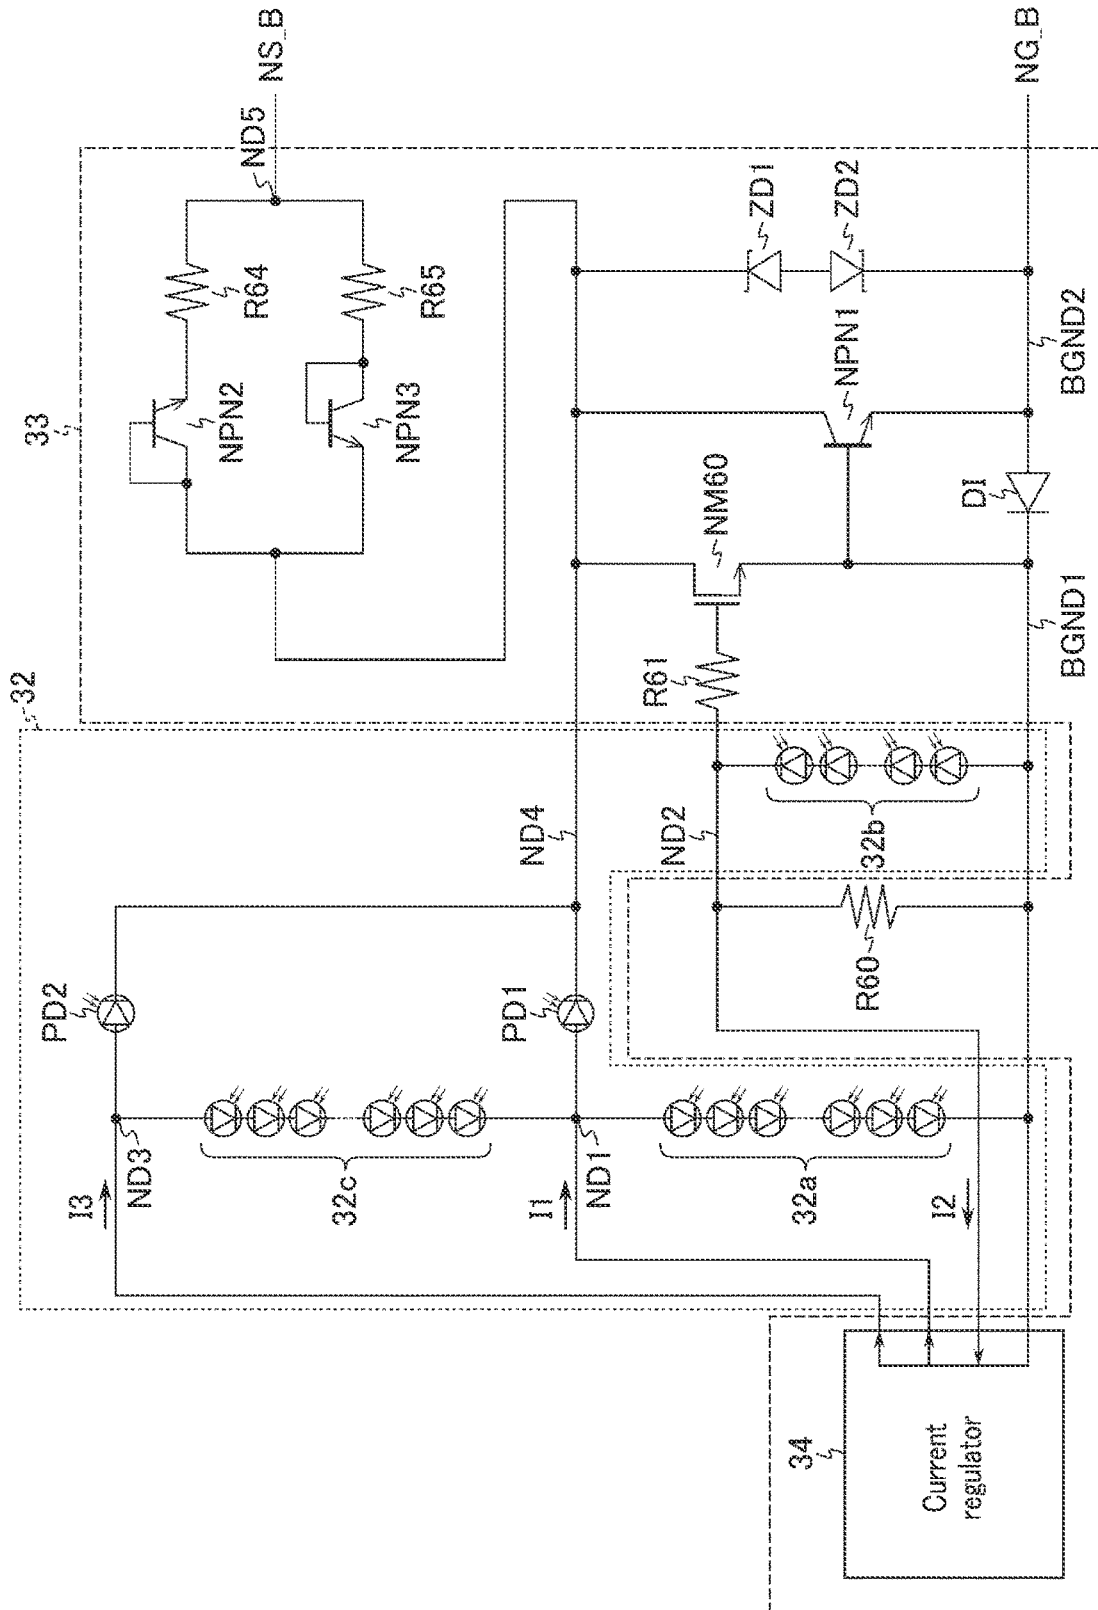 32
33
NS_B
ND5
R64
NPN2
R65
NPN3
PD2
ND3
I3
32c
ND4
PD1
I1
ND1
ND2
R61
NM60
NPN1
ZD1
ZD2
NG_B
BGND2
DI
BGND1
32b
R60
32a
I2
34
Current
regulator